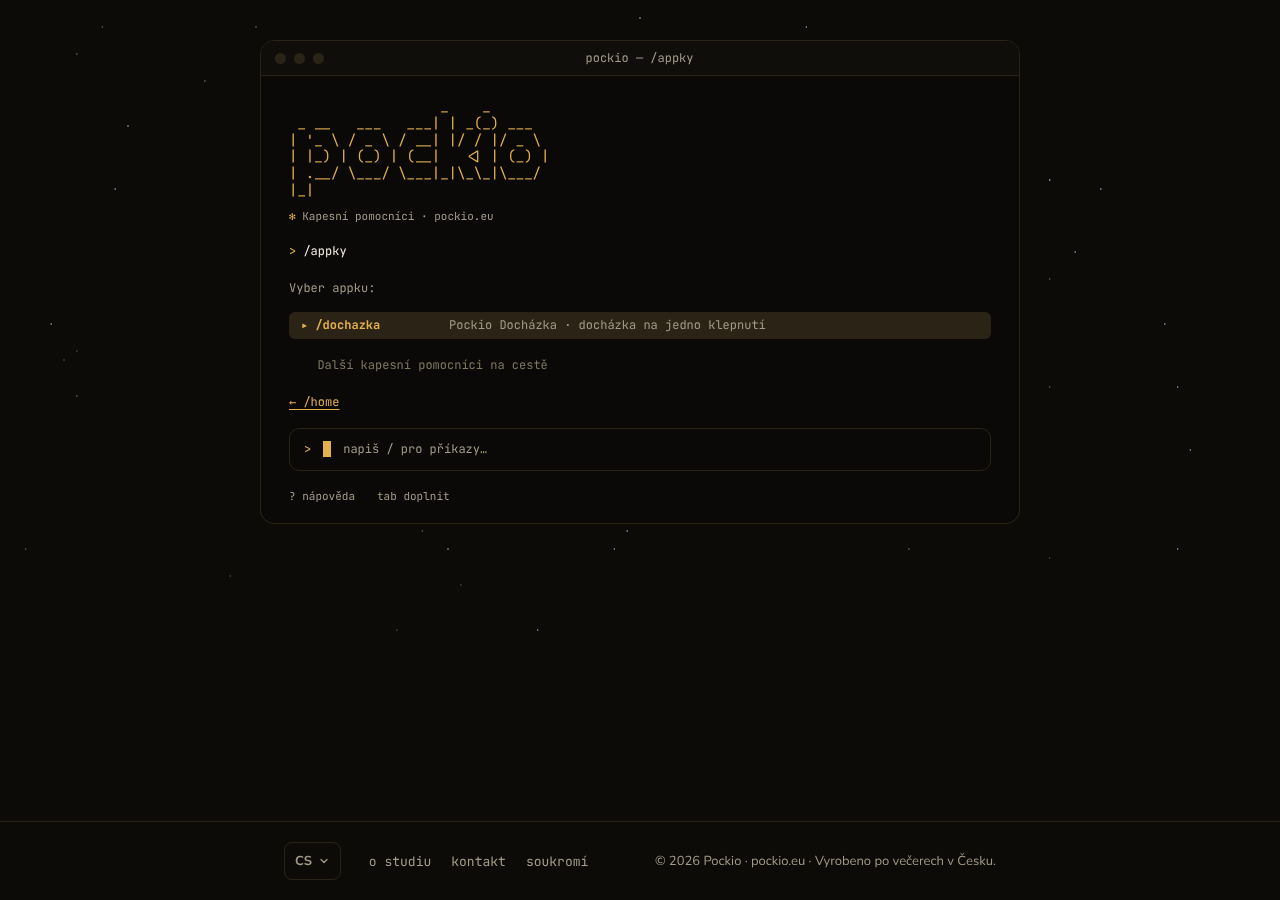 pockio — /appky
pockio
✻ Kapesní pomocníci · pockio.eu
> /appky
Vyber appku:
▸ /dochazka Pockio Docházka · docházka na jedno klepnutí
Další kapesní pomocníci na cestě
← /home
> napiš / pro příkazy…
? nápověda tab doplnit
CS o studiu kontakt soukromí © 2026 Pockio · pockio.eu · Vyrobeno po večerech v Česku.